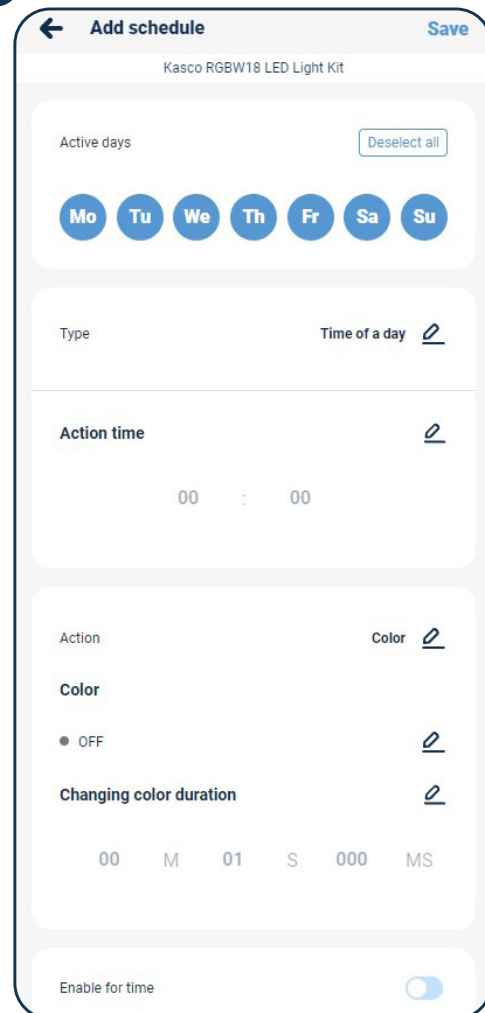 Add schedule Save
Kasco RGBW18 LED Light Kit
Active days Deselect all
Mo Tu We Th Fr Sa Su
Type Time of a day
Action time
00 : 00
Action Color
Color
OFF
Changing color duration
00 M 01 S 000 MS
Enable for time